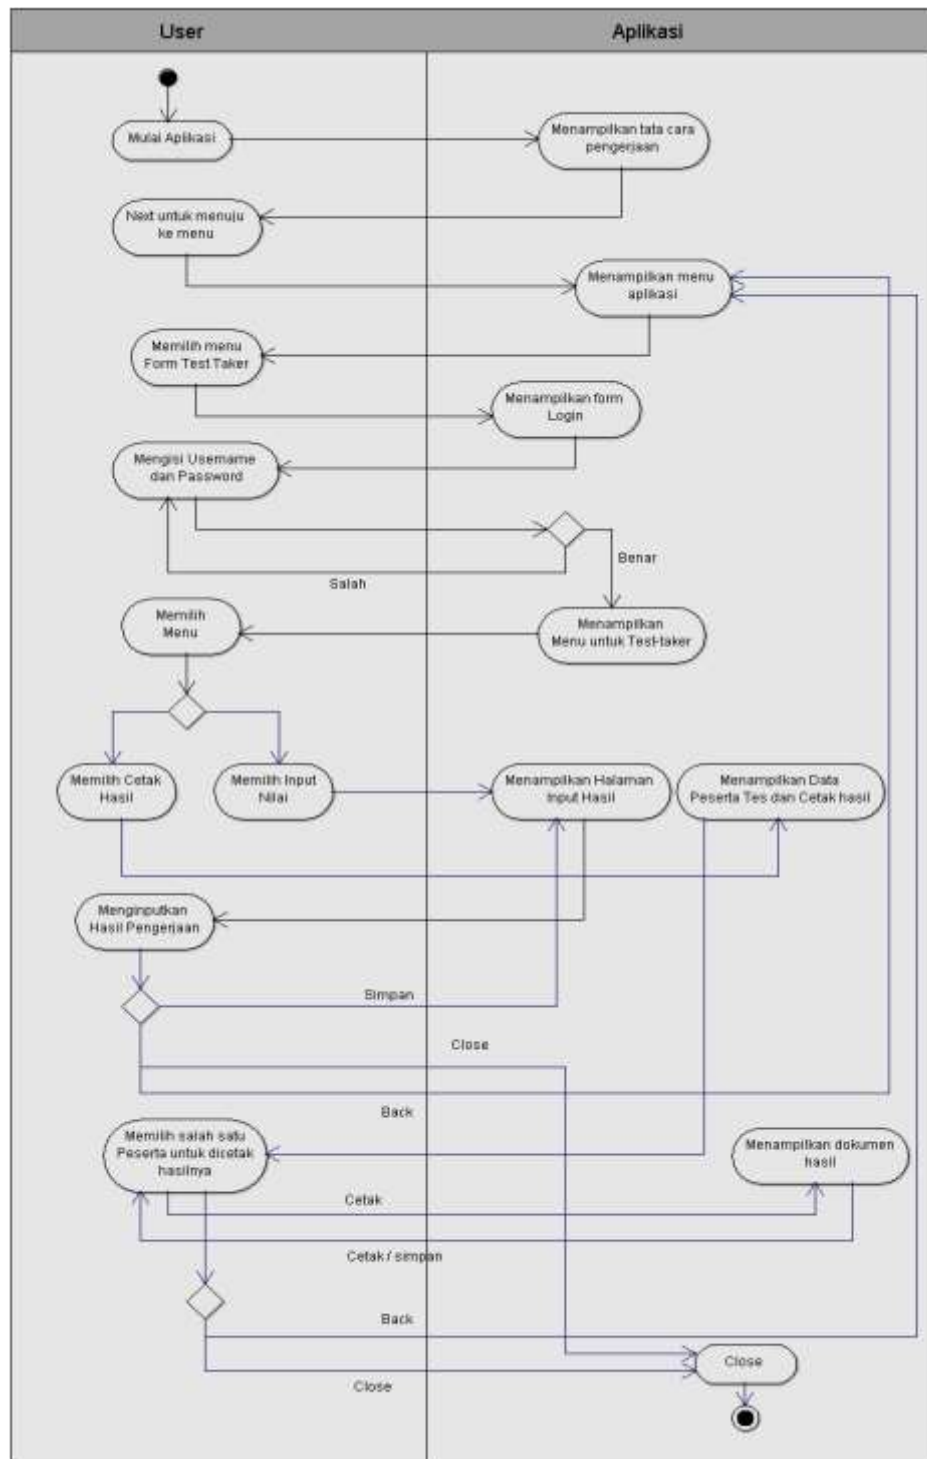 User
Aplikasi
Mulai Aplikasi
Menampilkan tata cara
pengerjaan
Next untuk menuju
ke menu
Menampilkan menu
aplikasi
Memilih menu
Form Test Taker
Menampilkan form
Login
Mengisi Username
dan Password
Benar
Salah
Memilih
Menu
Menampilkan
Menu untuk Test-taker
Memilih Cetak
Hasil
Memilih Input
Nilai
Menampilkan Halaman
Input Hasil
Menampilkan Data
Peserta Tes dan Cetak hasil
Menginputkan
Hasil Pengerjaan
Simpan
Close
Back
Memilih salah satu
Peserta untuk dicetak
hasilnya
Menampilkan dokumen
hasil
Cetak
Cetak / simpan
Back
Close
Close